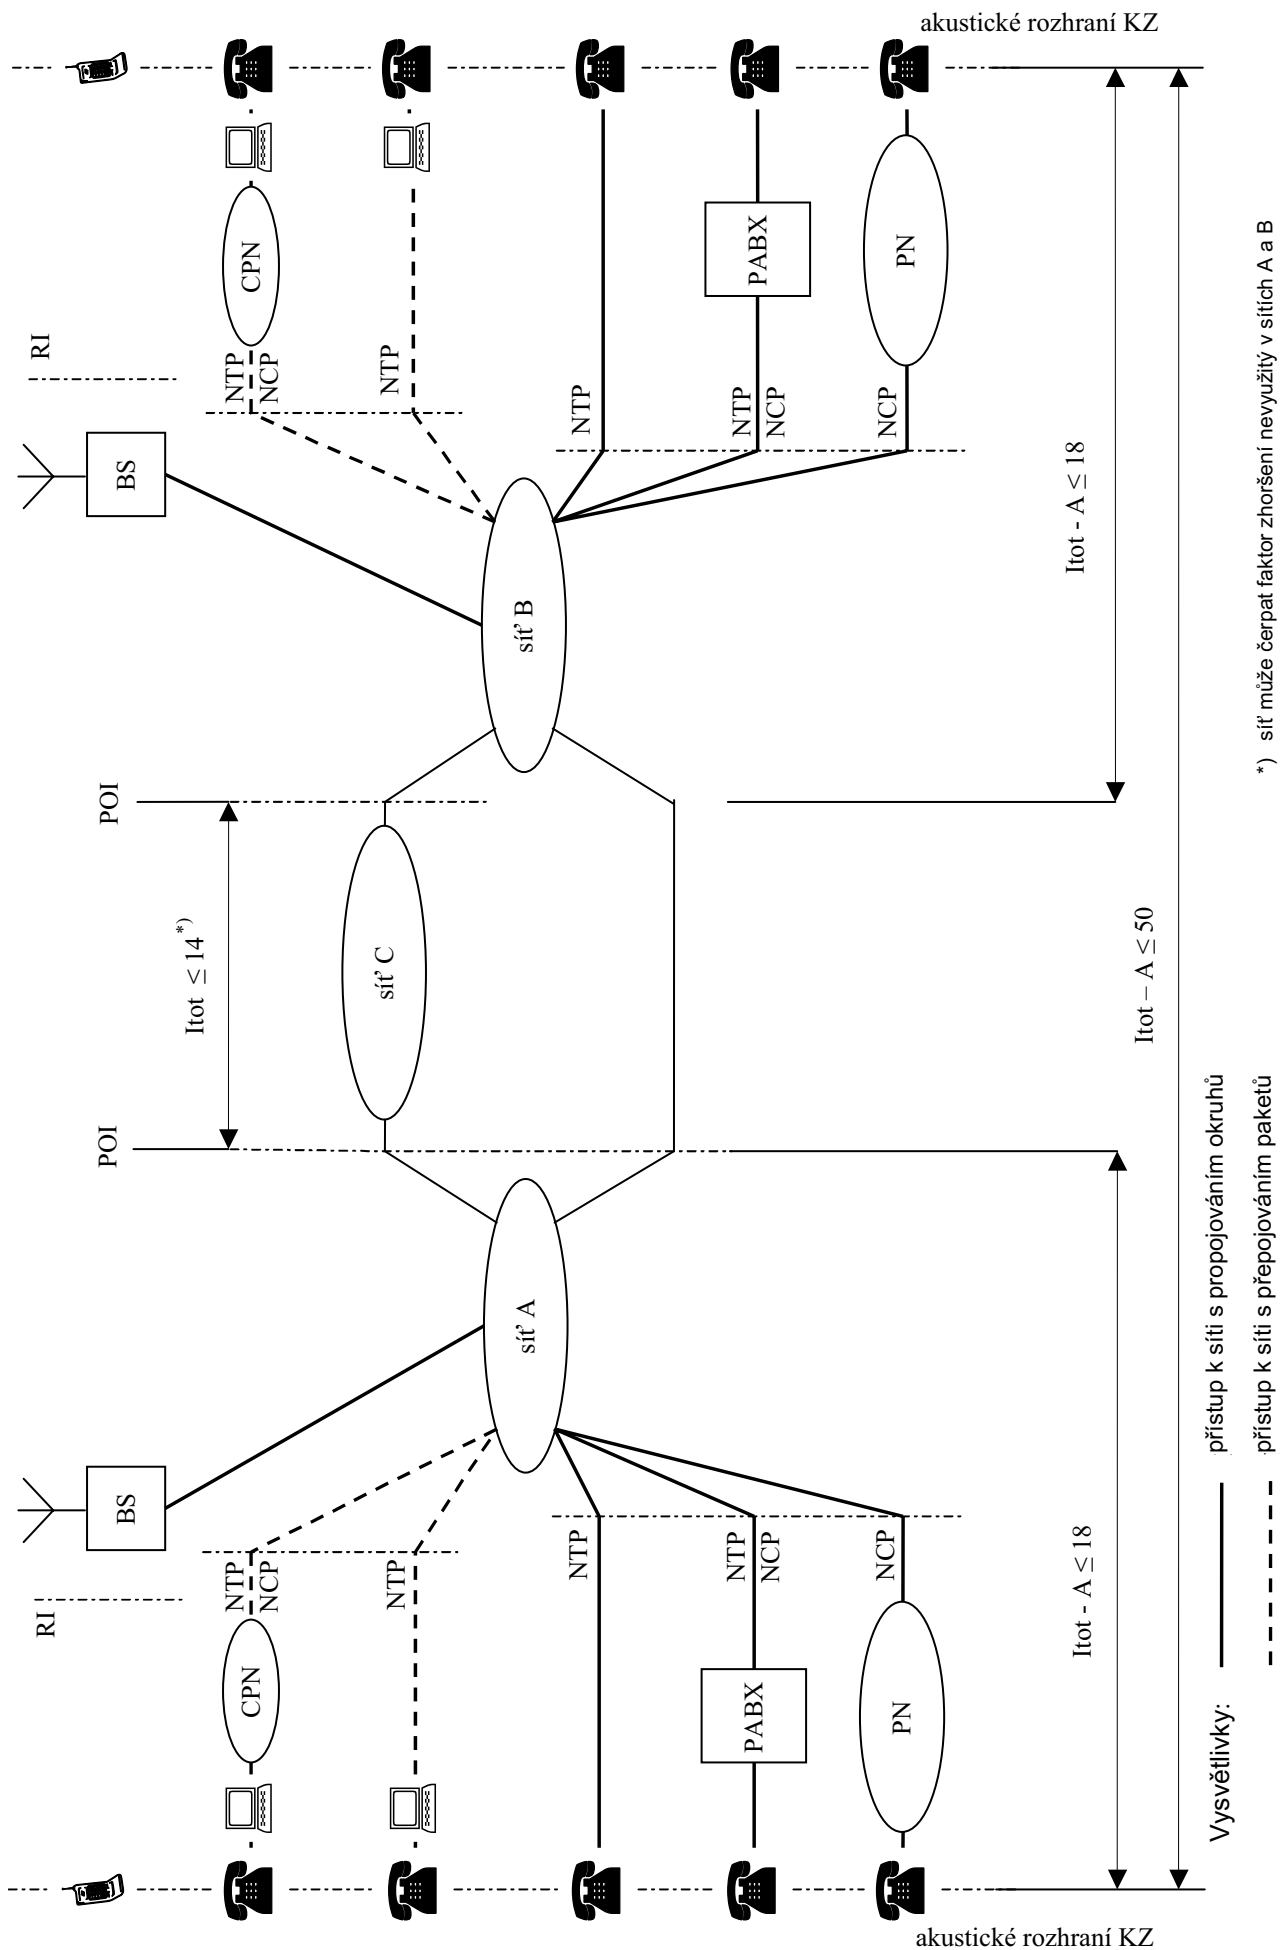 akustické rozhraní KZ
RI
BS
CPN
NTP
NCP
NTP
NTP
PABX
NTP
NCP
PN
NCP
síť B
Itot - A ≤ 18
POI
Itot ≤ 14 *)
síť C
POI
Itot – A ≤ 50
síť A
BS
RI
NTP
NCP
CPN
NTP
NTP
NTP
NCP
PABX
NCP
PN
Itot - A ≤ 18
akustické rozhraní KZ
Vysvětlivky:
přístup k síti s propojováním okruhů
přístup k síti s přepojováním paketů
*) síť může čerpat faktor zhoršení nevyužitý v sítích A a B